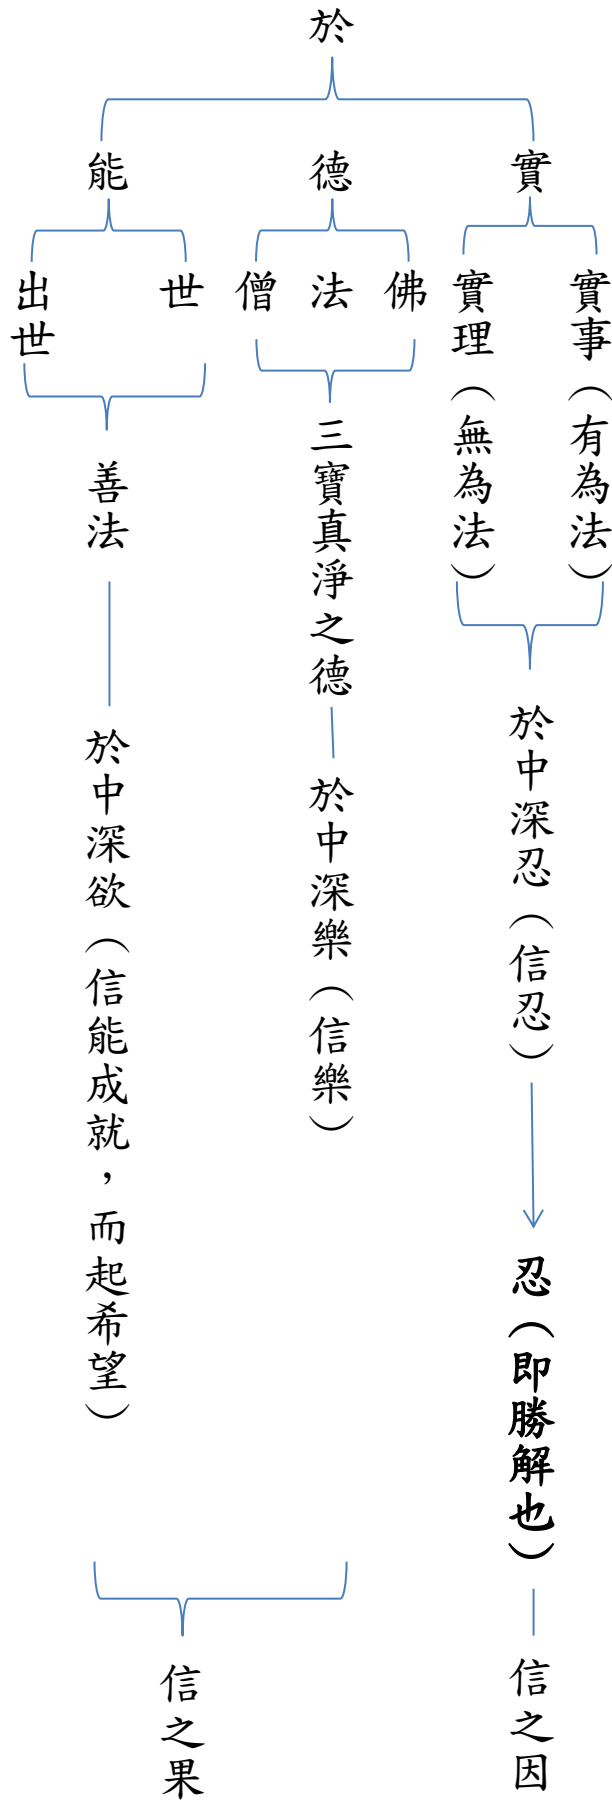 於
實
德
能
實事（有為法）
實理（無為法）
佛
法
僧
世
出世
三寶真淨之德
善法
於中深忍（信忍）
於中深樂（信樂）
於中深欲（信能成就，而起希望）
忍（即勝解也）
信之因
信之果